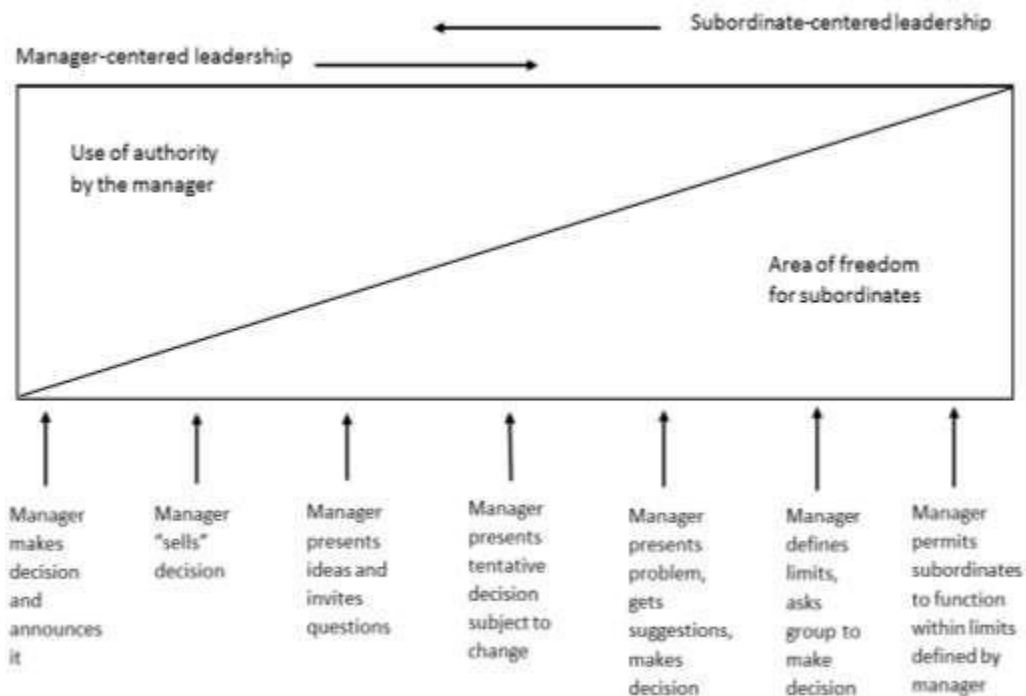 Subordinate-centered leadership
Manager-centered leadership
Use of authority
by the manager
Area of freedom
for subordinates
Manager
makes
decision
and
announces
it
Manager
"sells"
decision
Manager
presents
ideas and
invites
questions
Manager
presents
tentative
decision
subject to
change
Manager
presents
problem,
gets
suggestions,
makes
decision
Manager
defines
limits,
asks
group to
make
decision
Manager
permits
subordinates
to function
within limits
defined by
manager